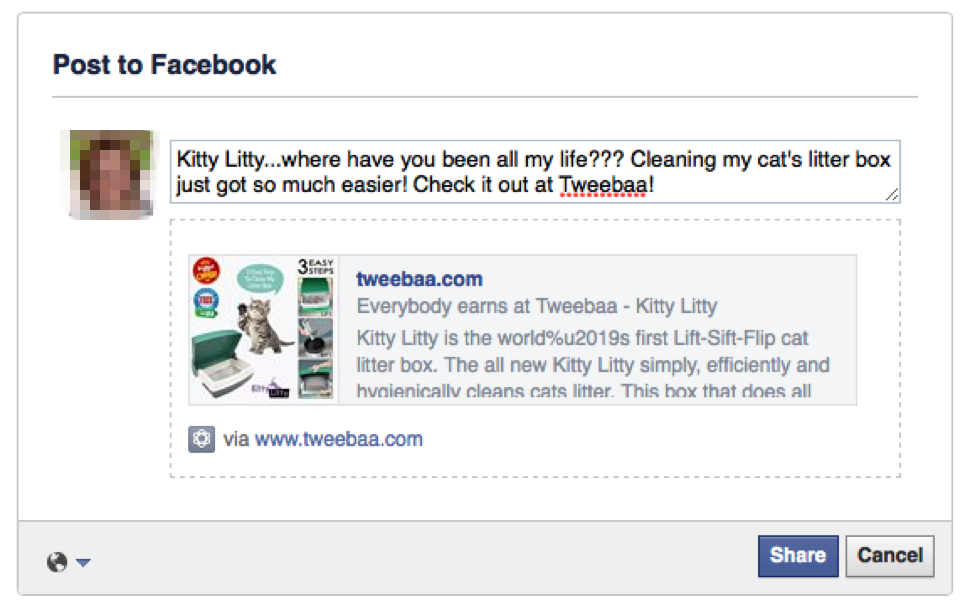 Post to Facebook
Kitty Litty...where have you been all my life??? Cleaning my cat's litter box
just got so much easier! Check it out at Tweebaa!
3 EASY
STEPS
tweebaa.com
Everybody earns at Tweebaa - Kitty Litty
Kitty Litty is the world%u2019s first Lift-Sift-Flip cat
litter box. The all new Kitty Litty simply, efficiently and
hygienically cleans cats litter. This box that does all
Kitty
Litty
via www.tweebaa.com
Share
Cancel